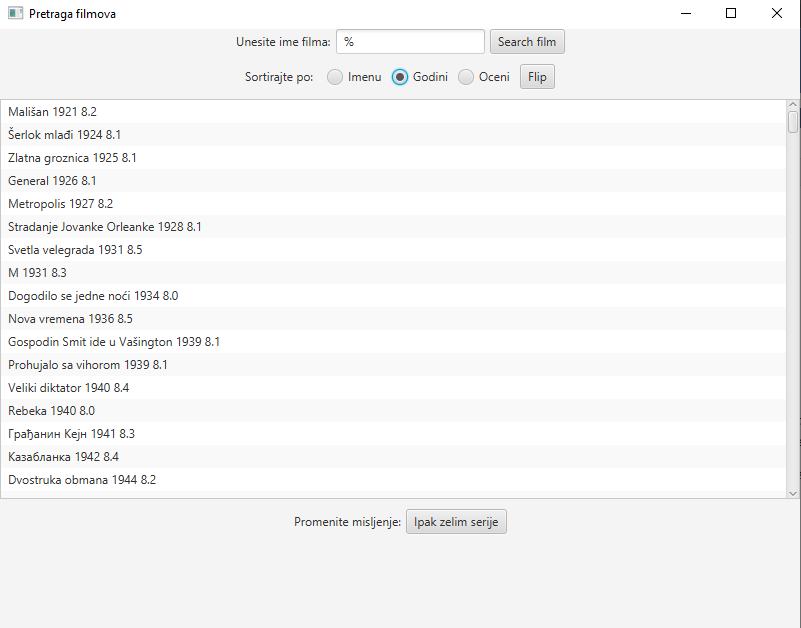 Pretraga filmova
Unesite ime filma: % Search film
Sortirajte po: Imenu Godini Oceni Flip
Mališan 1921 8.2
Šerlok mlađi 1924 8.1
Zlatna groznica 1925 8.1
General 1926 8.1
Metropolis 1927 8.2
Stradanje Jovanke Orleanke 1928 8.1
Svetla velegrada 1931 8.5
M 1931 8.3
Dogodilo se jedne noći 1934 8.0
Nova vremena 1936 8.5
Gospodin Smit ide u Vašington 1939 8.1
Prohujalo sa vihorom 1939 8.1
Veliki diktator 1940 8.4
Rebeka 1940 8.0
Грађанин Кејн 1941 8.3
Казабланка 1942 8.4
Dvostruka obmana 1944 8.2
Promenite misljenje: Ipak zelim serije